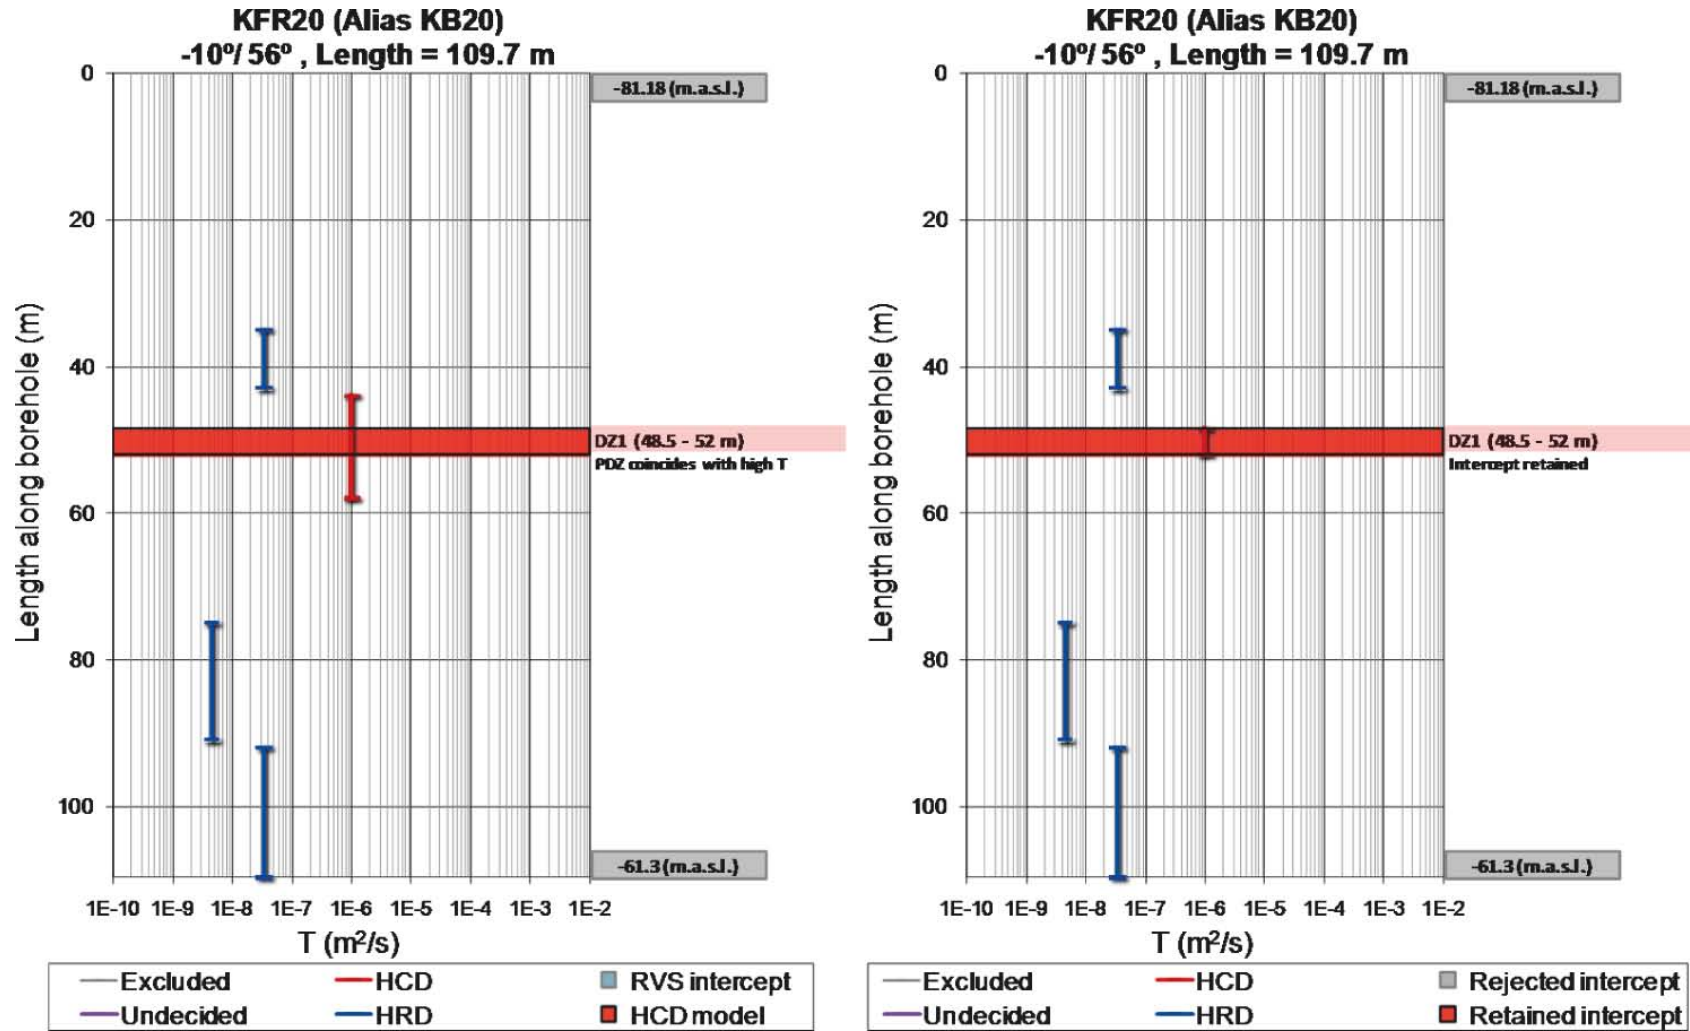 KFR20 (Alias KB20)
-10º/ 56º , Length = 109.7 m
0
20
40
60
80
100
Length along borehole (m)
-81.18 (m.a.s.l.)
DZ1 (48.5 - 52 m)
PDZ coincides with high T
-61.3 (m.a.s.l.)
1E-10 1E-9 1E-8 1E-7 1E-6 1E-5 1E-4 1E-3 1E-2
T (m²/s)
Excluded HCD RVS intercept
Undecided HRD HCD model
KFR20 (Alias KB20)
-10º/ 56º , Length = 109.7 m
0
20
40
60
80
100
Length along borehole (m)
-81.18 (m.a.s.l.)
DZ1 (48.5 - 52 m)
Intercept retained
-61.3 (m.a.s.l.)
1E-10 1E-9 1E-8 1E-7 1E-6 1E-5 1E-4 1E-3 1E-2
T (m²/s)
Excluded HCD Rejected intercept
Undecided HRD Retained intercept